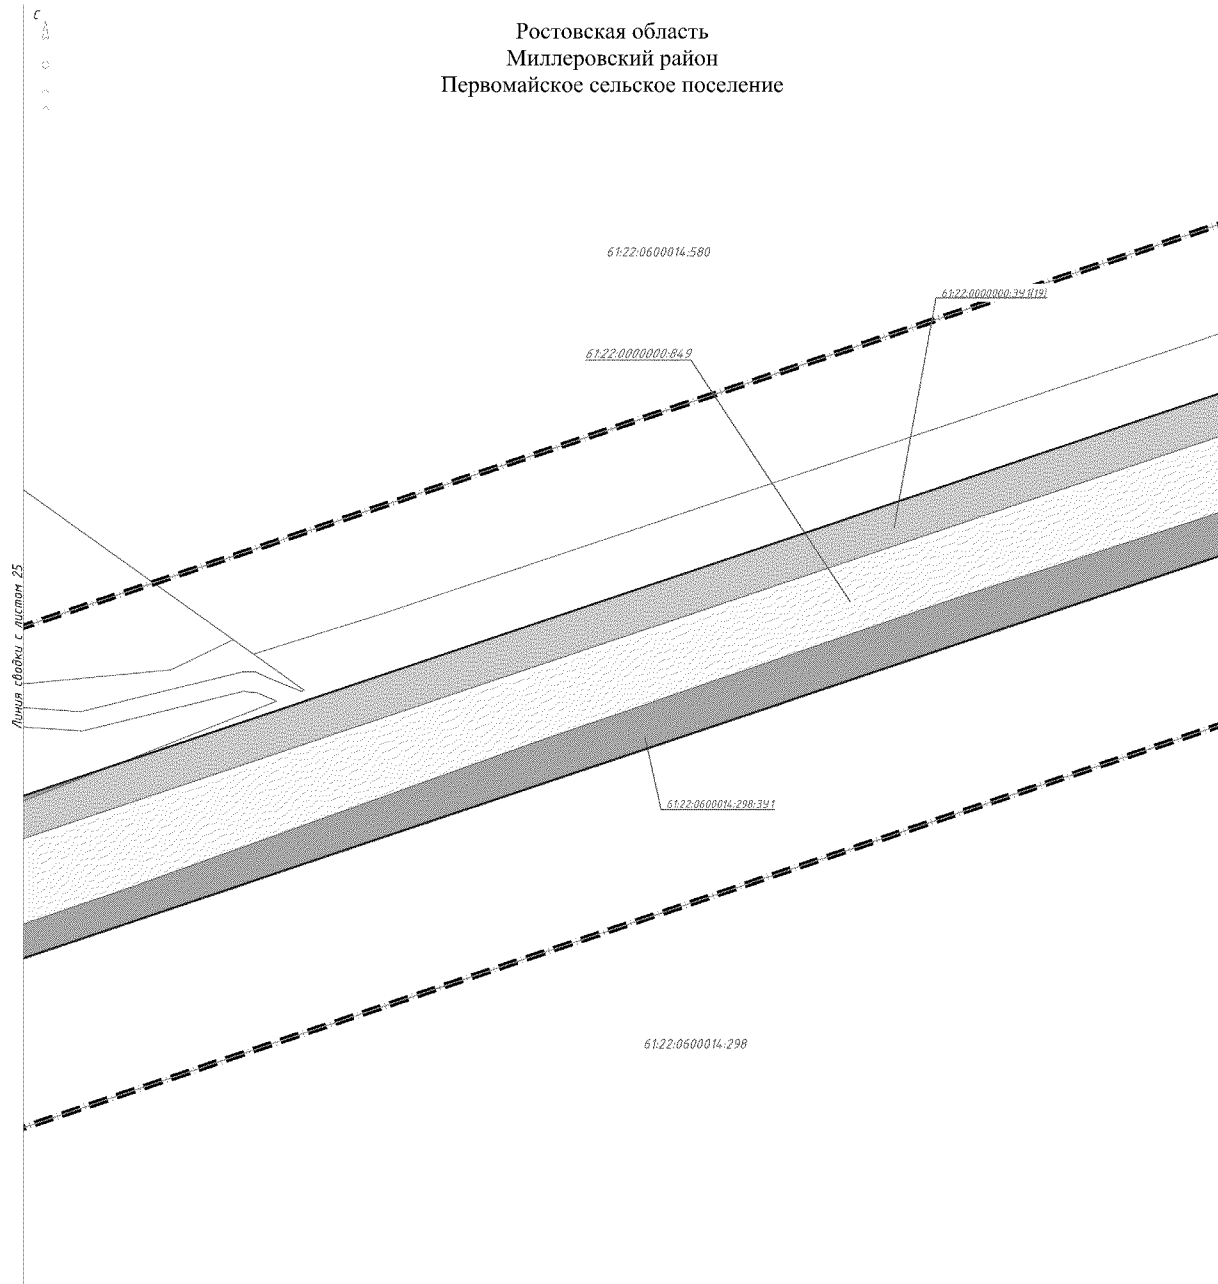 С
Ростовская область
Миллеровский район
Первомайское сельское поселение
61:22:0600014:580
61:22:0000000:ЗУ1(19)
61:22:0000000:849
Линия сводки с листом 25
61:22:0600014:298:ЗУ1
61:22:0600014:298